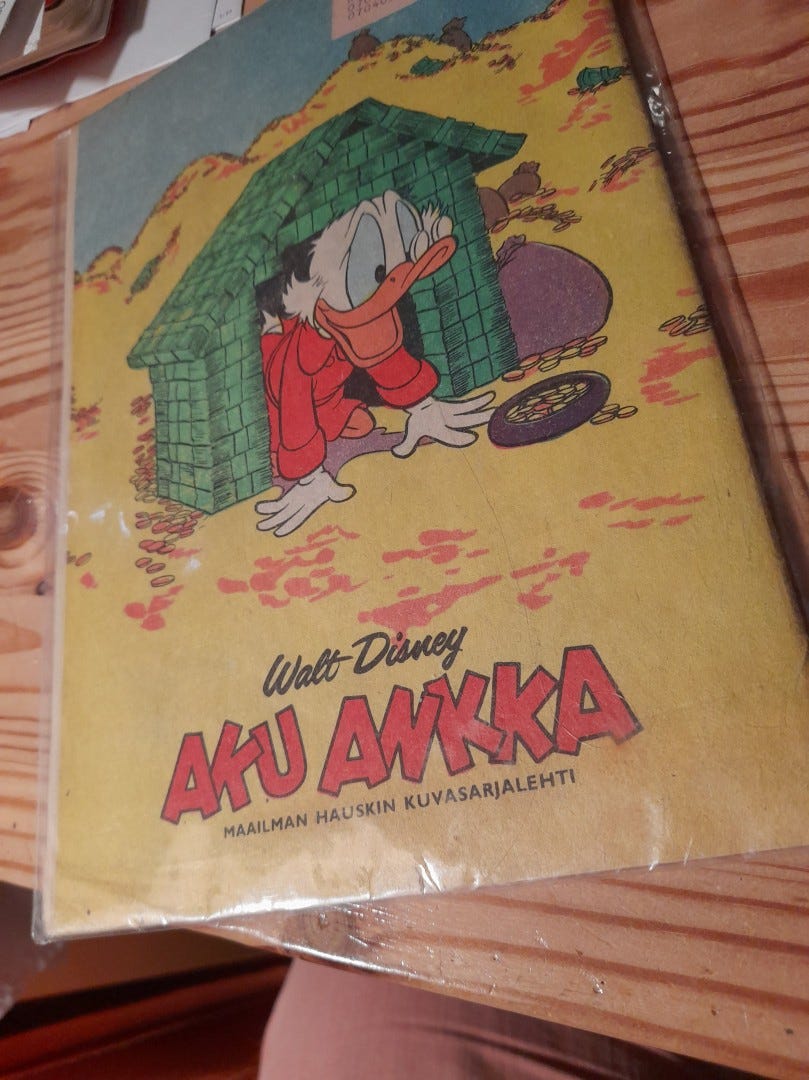 Walt Disney
AKU ANKKA
MAAILMAN HAUSKIN KUVASARJALEHTI